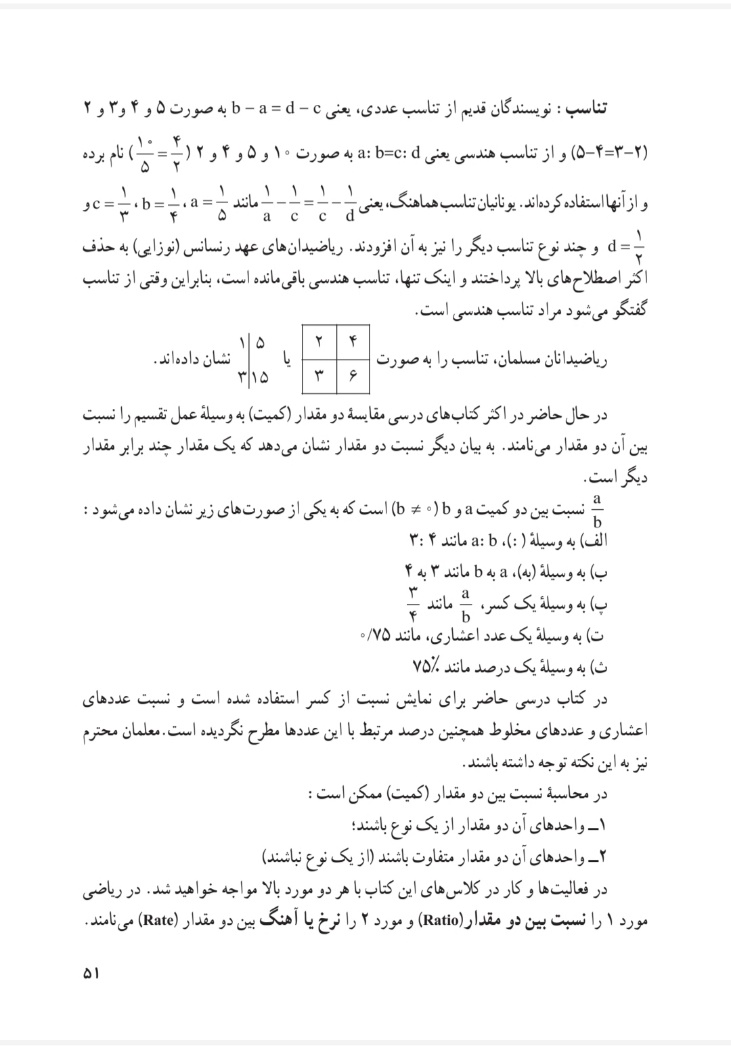 تناسب : نویسندگان قدیم از تناسب عددی، یعنی b − a = d − c به صورت ۵ و ۴ و۳ و ۲
(۲−۳=۴−۵) و از تناسب هندسی یعنی a: b=c: d به صورت ۱۰ و ۵ و ۴ و ۲ (۱۰/۵ = ۴/۲) نام برده
و از آنها استفاده کرده‌اند. یونانیان تناسب هماهنگ، یعنی ۱/a − ۱/c = ۱/c − ۱/d مانند a = ۱/۵، b = ۱/۴، c = ۱/۳ و
d = ۱/۲ و چند نوع تناسب دیگر را نیز به آن افزودند. ریاضیدان‌های عهد رنسانس (نوزایی) به حذف
اکثر اصطلاح‌های بالا پرداختند و اینک تنها، تناسب هندسی باقی‌مانده است، بنابراین وقتی از تناسب
گفتگو می‌شود مراد تناسب هندسی است.
ریاضیدانان مسلمان، تناسب را به صورت ۲ ۴ ۳ ۶ یا ۱ ۵ ۳ ۱۵ نشان داده‌اند.
در حال حاضر در اکثر کتاب‌های درسی مقایسهٔ دو مقدار (کمیت) به وسیلهٔ عمل تقسیم را نسبت
بین آن دو مقدار می‌نامند. به بیان دیگر نسبت دو مقدار نشان می‌دهد که یک مقدار چند برابر مقدار
دیگر است.
a/b نسبت بین دو کمیت a و b (b ≠ ۰) است که به یکی از صورت‌های زیر نشان داده می‌شود :
الف) به وسیلهٔ (:)، a: b مانند ۴ :۳
ب) به وسیلهٔ (به)، a به b مانند ۳ به ۴
پ) به وسیلهٔ یک کسر، a/b مانند ۳/۴
ت) به وسیلهٔ یک عدد اعشاری، مانند ۰/۷۵
ث) به وسیلهٔ یک درصد مانند ۷۵٪
در کتاب درسی حاضر برای نمایش نسبت از کسر استفاده شده است و نسبت عددهای
اعشاری و عددهای مخلوط همچنین درصد مرتبط با این عددها مطرح نگردیده است. معلمان محترم
نیز به این نکته توجه داشته باشند.
در محاسبهٔ نسبت بین دو مقدار (کمیت) ممکن است :
۱ــ واحدهای آن دو مقدار از یک نوع باشند؛
۲ــ واحدهای آن دو مقدار متفاوت باشند (از یک نوع نباشند)
در فعالیت‌ها و کار در کلاس‌های این کتاب با هر دو مورد بالا مواجه خواهید شد. در ریاضی
مورد ۱ را نسبت بین دو مقدار (Ratio) و مورد ۲ را نرخ یا آهنگ بین دو مقدار (Rate) می‌نامند.
۵۱